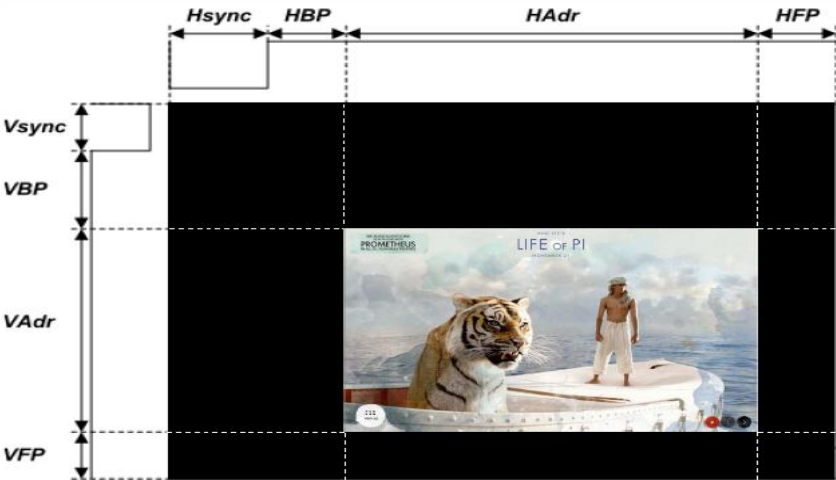 Hsync HBP HAdr HFP
Vsync
VBP
VAdr
VFP
PROMETHEUS
LIFE OF PI